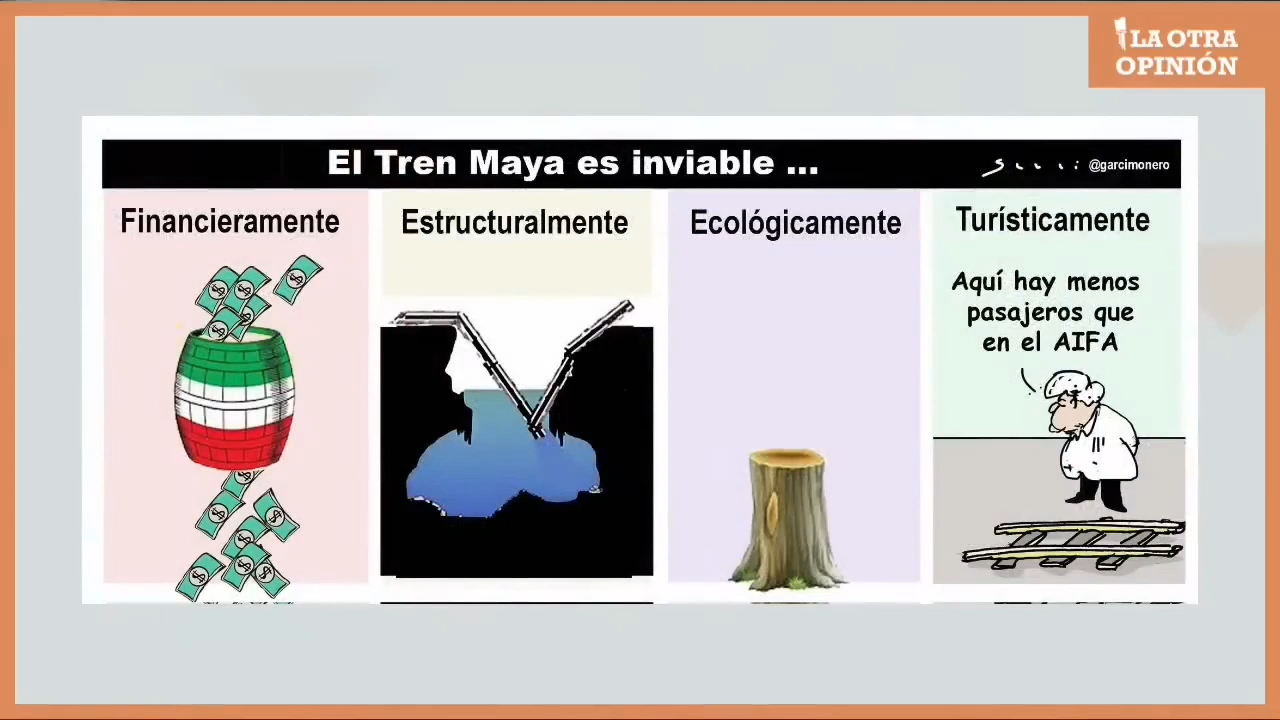 LA OTRA
OPINIÓN
El Tren Maya es inviable ...
@garcimonero
Financieramente
Estructuralmente
Ecológicamente
Turísticamente
Aquí hay menos
pasajeros que
en el AIFA